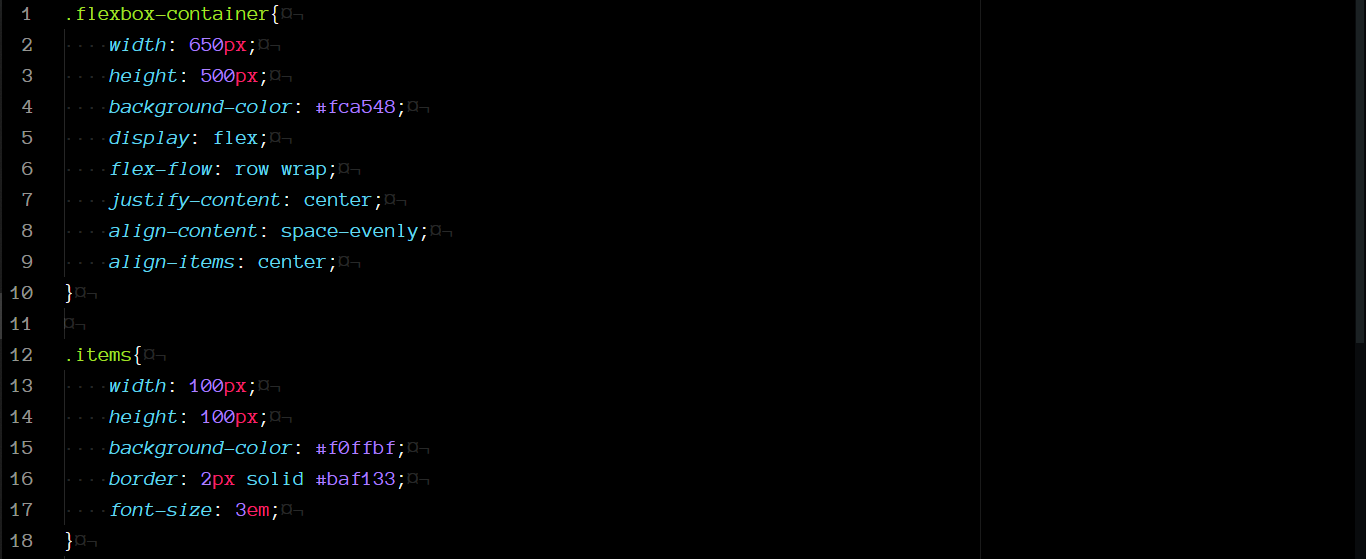 1 .flexbox-container{¤¬
2 ····width: 650px;¤¬
3 ····height: 500px;¤¬
4 ····background-color: #fca548;¤¬
5 ····display: flex;¤¬
6 ····flex-flow: row wrap;¤¬
7 ····justify-content: center;¤¬
8 ····align-content: space-evenly;¤¬
9 ····align-items: center;¤¬
10 }¤¬
11 ¤¬
12 .items{¤¬
13 ····width: 100px;¤¬
14 ····height: 100px;¤¬
15 ····background-color: #f0ffbf;¤¬
16 ····border: 2px solid #baf133;¤¬
17 ····font-size: 3em;¤¬
18 }¤¬